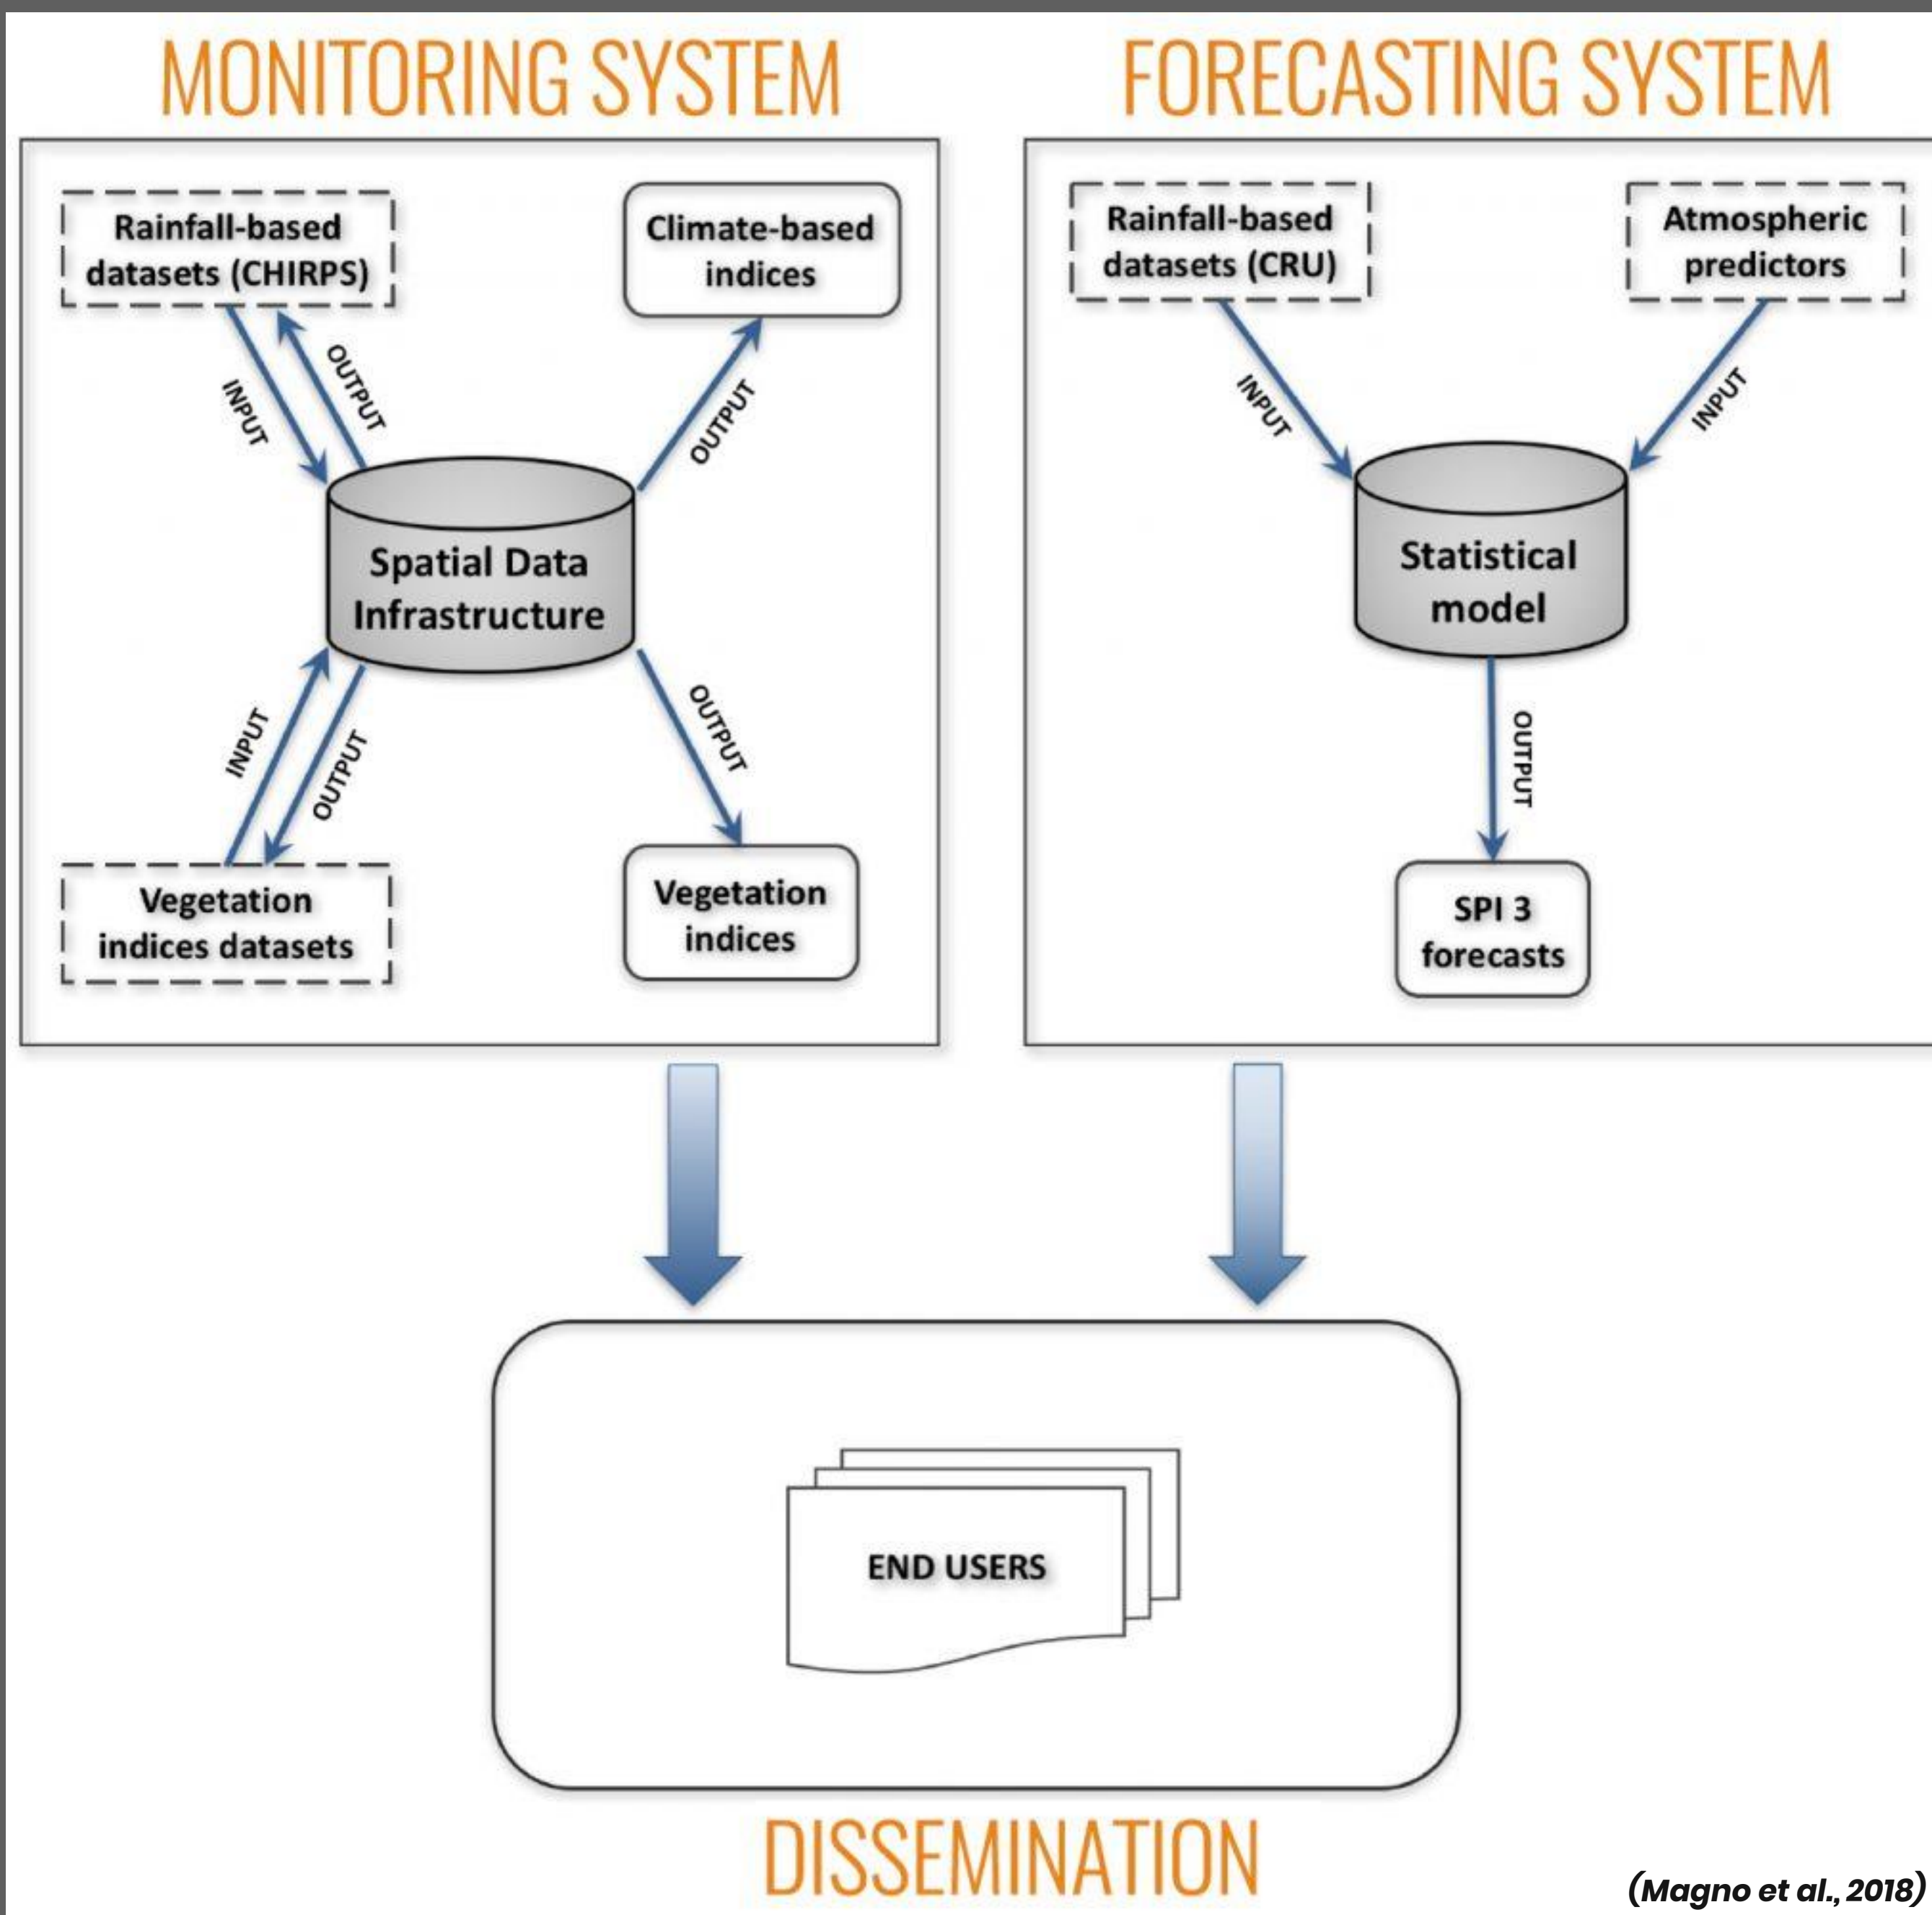 MONITORING SYSTEM
Rainfall-based
datasets (CHIRPS)
Climate-based
indices
INPUT
OUTPUT
OUTPUT
Spatial Data
Infrastructure
INPUT
OUTPUT
OUTPUT
Vegetation
indices datasets
Vegetation
indices
FORECASTING SYSTEM
Rainfall-based
datasets (CRU)
Atmospheric
predictors
INPUT
INPUT
Statistical
model
OUTPUT
SPI 3
forecasts
END USERS
DISSEMINATION
(Magno et al., 2018)